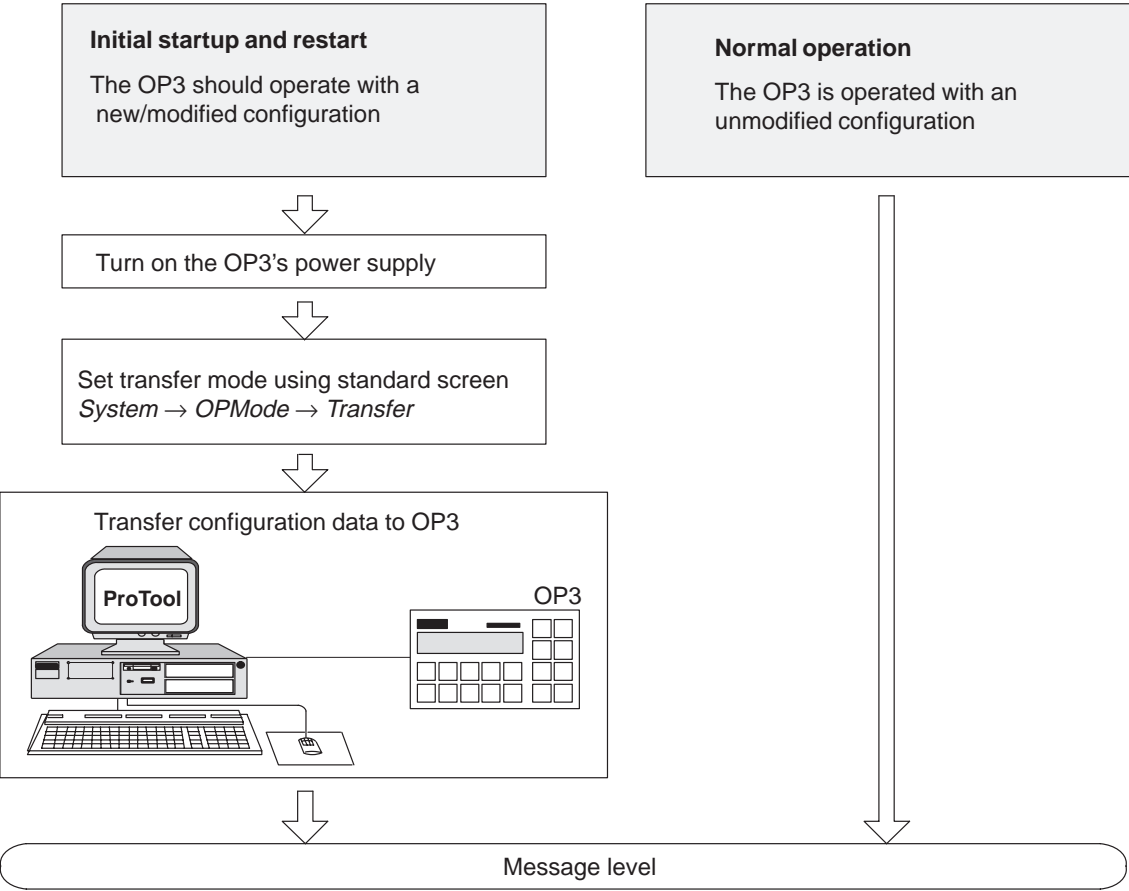 Initial startup and restart
The OP3 should operate with a
new/modified configuration
Normal operation
The OP3 is operated with an
unmodified configuration
Turn on the OP3's power supply
Set transfer mode using standard screen
System → OPMode → Transfer
Transfer configuration data to OP3
ProTool
OP3
Message level